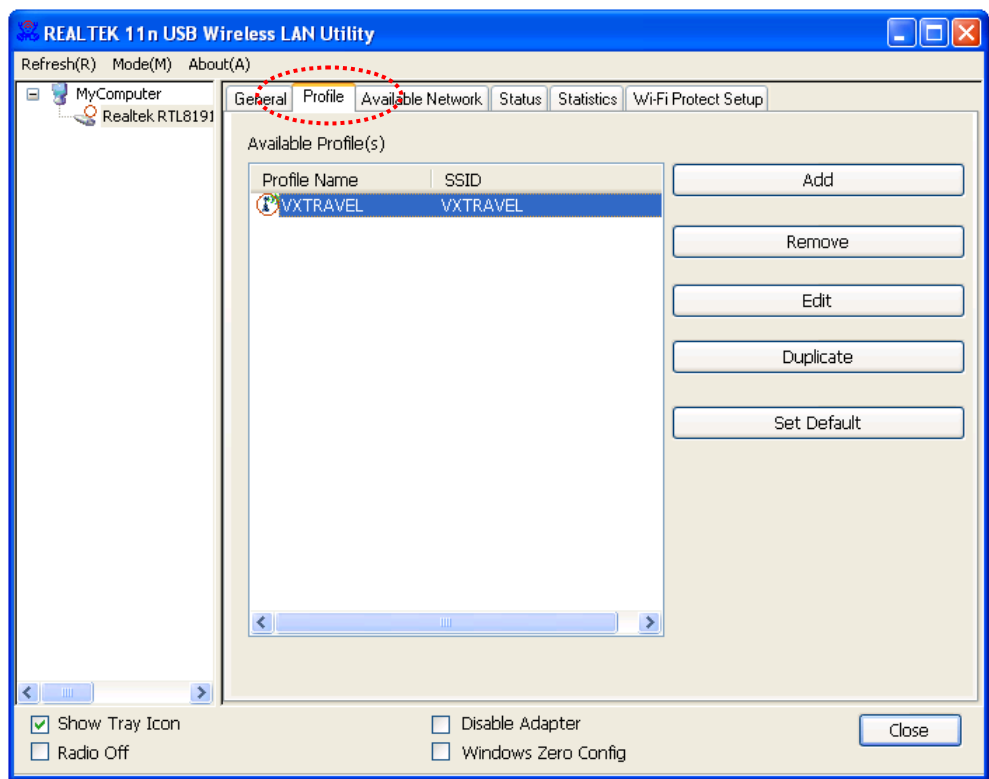 REALTEK 11n USB Wireless LAN Utility
Refresh(R) Mode(M) About(A)
MyComputer
Realtek RTL8191
General Profile Available Network Status Statistics Wi-Fi Protect Setup
Available Profile(s)
Profile Name SSID
VXTRAVEL VXTRAVEL
Add
Remove
Edit
Duplicate
Set Default
Show Tray Icon
Radio Off
Disable Adapter
Windows Zero Config
Close